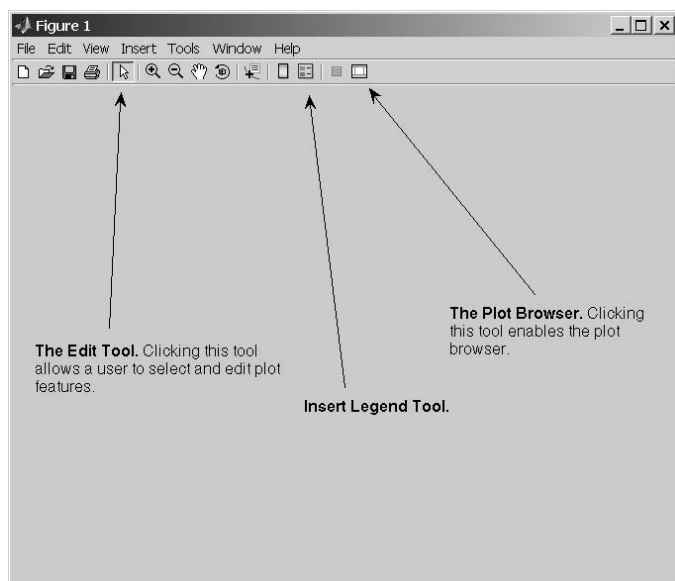 Figure 1
File Edit View Insert Tools Window Help
The Edit Tool. Clicking this tool
allows a user to select and edit plot
features.
Insert Legend Tool.
The Plot Browser. Clicking
this tool enables the plot
browser.